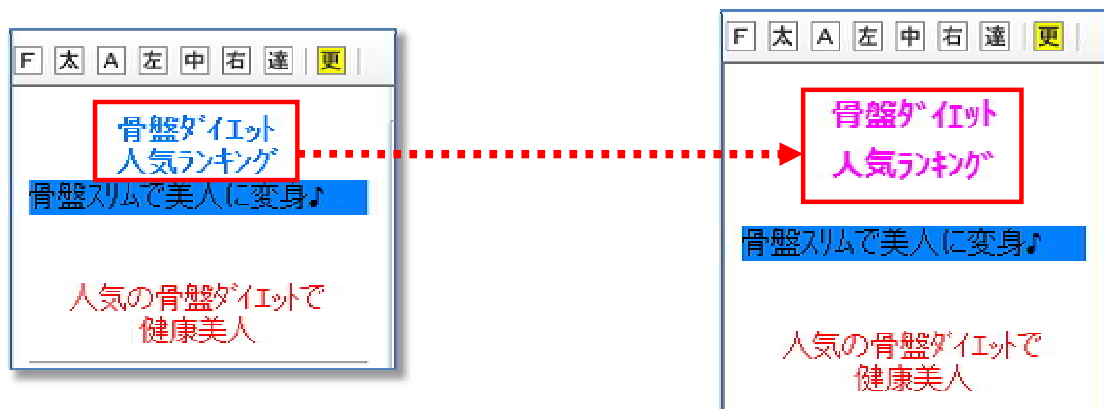 F 太 A 左 中 右 達 更
骨盤ﾀﾞｲｴｯﾄ
人気ﾗﾝｷﾝｸﾞ
骨盤ｽﾘﾑで美人に変身♪
人気の骨盤ﾀﾞｲｴｯﾄで
健康美人
F 太 A 左 中 右 達 更
骨盤ﾀﾞｲｴｯﾄ
人気ﾗﾝｷﾝｸﾞ
骨盤ｽﾘﾑで美人に変身♪
人気の骨盤ﾀﾞｲｴｯﾄで
健康美人